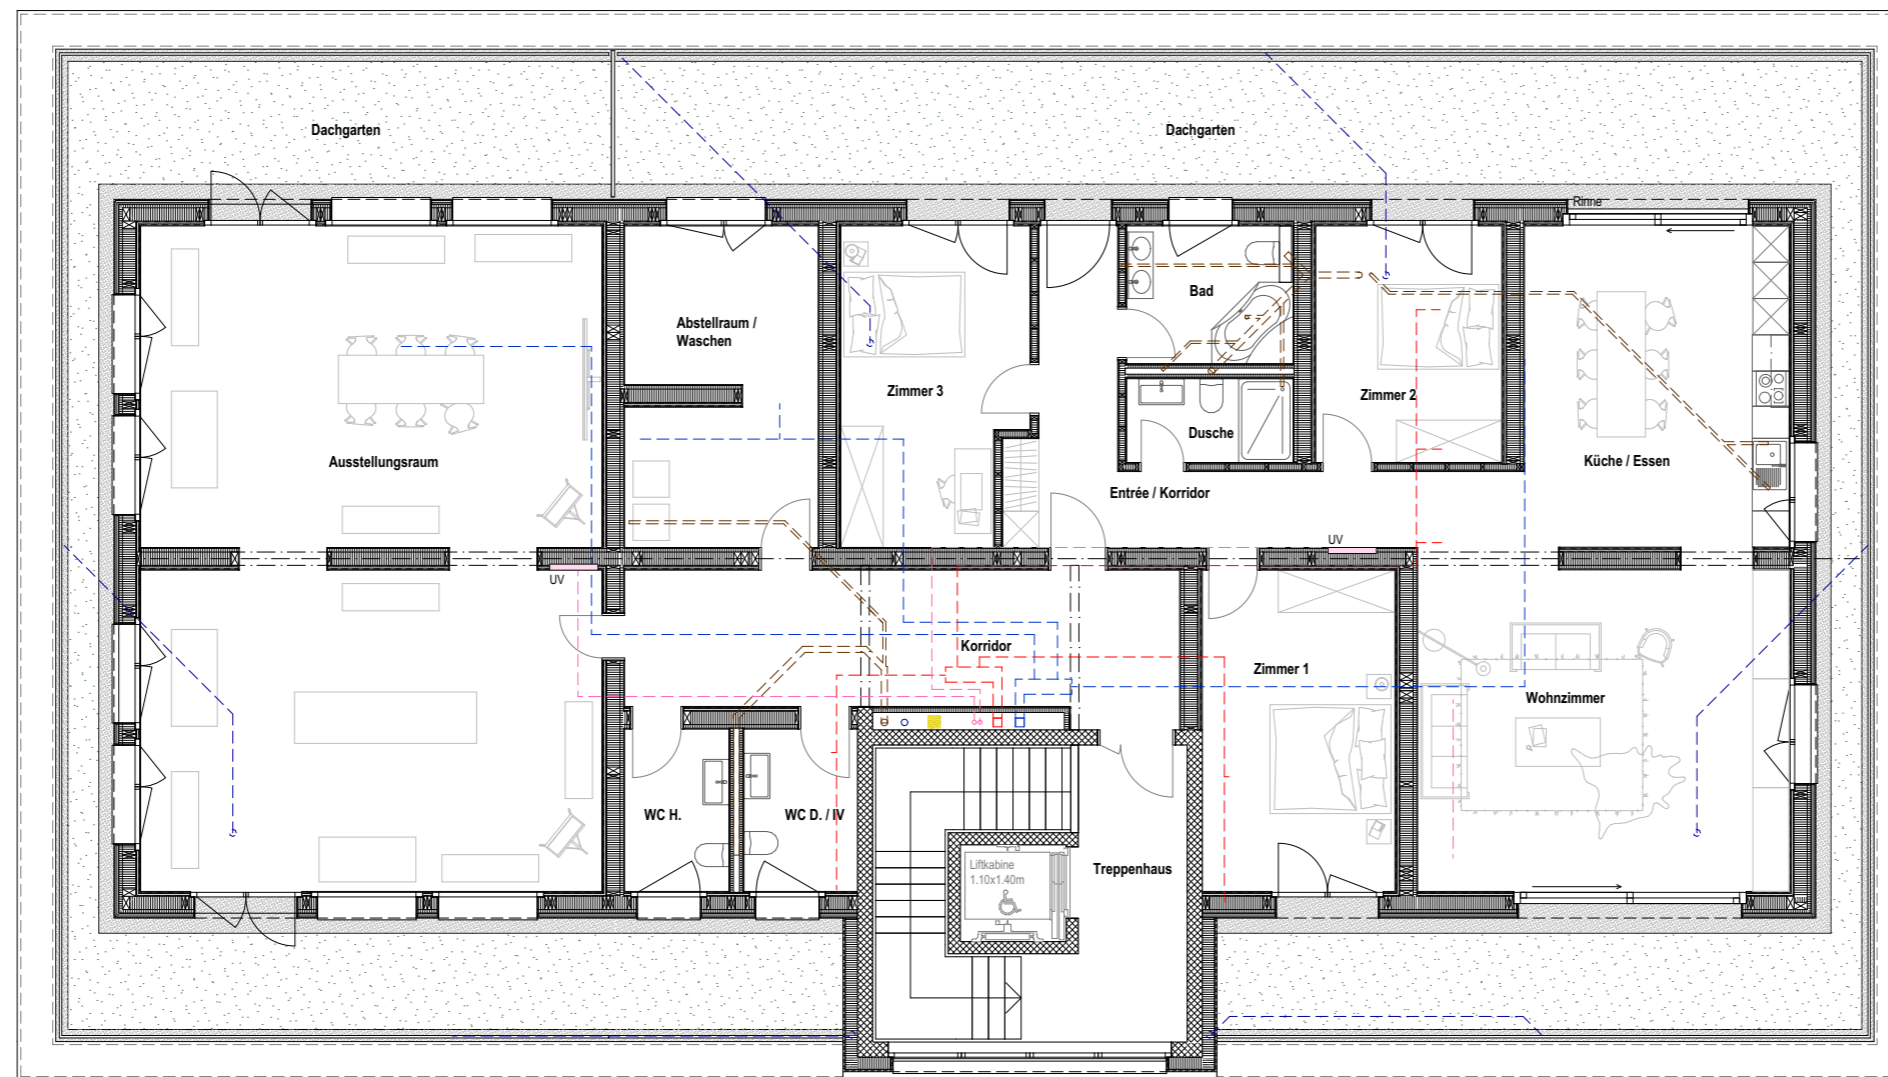 Dachgarten
Dachgarten
Rinne
Bad
Abstellraum /
Waschen
Zimmer 3
Zimmer 2
Dusche
Ausstellungsraum
Küche / Essen
Entrée / Korridor
UV
UV
Korridor
Zimmer 1
Wohnzimmer
WC H.
WC D. / IV
Liftkabine
1.10x1.40m
Treppenhaus